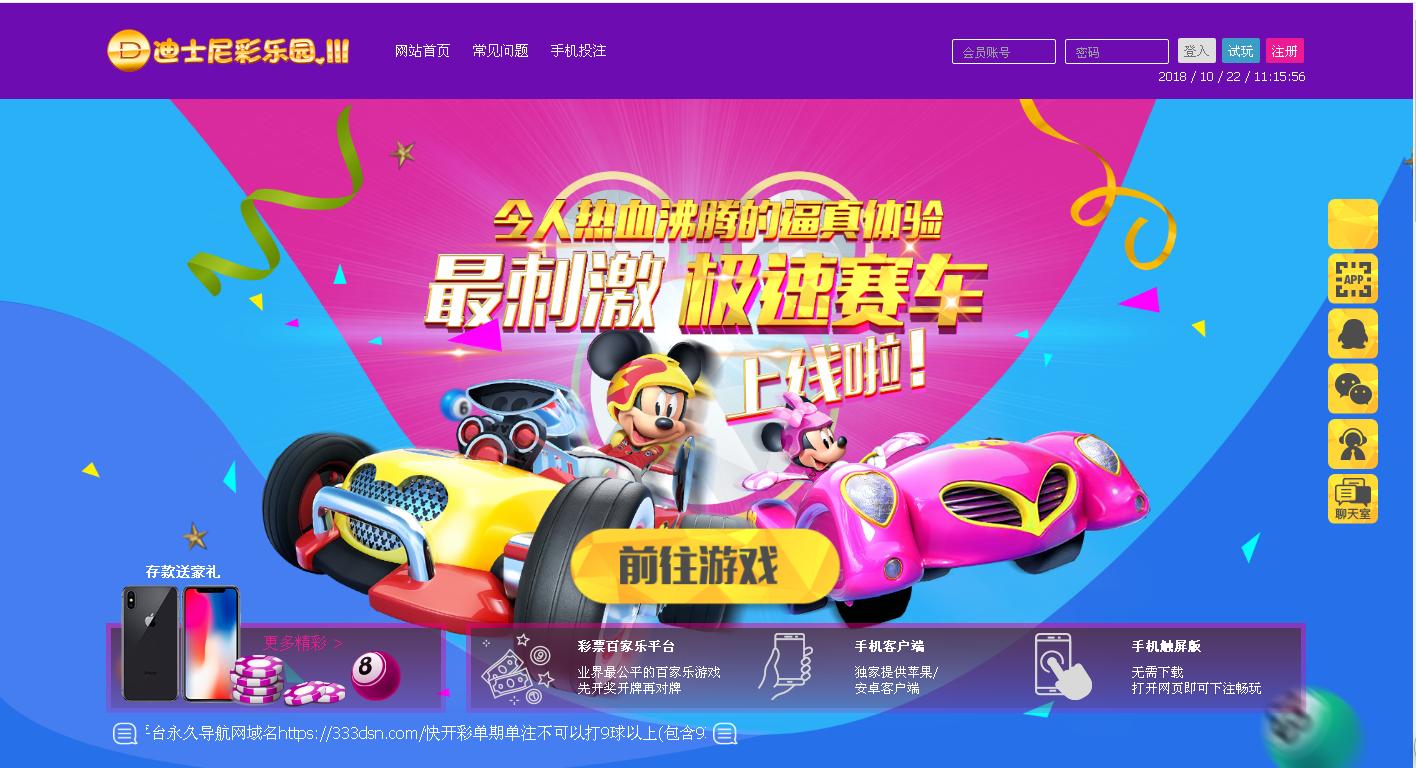 迪士尼彩乐园.III
网站首页 常见问题 手机投注
会员账号 密码 登入 试玩 注册
2018 / 10 / 22 / 11:15:56
令人热血沸腾的逼真体验
最刺激 极速赛车
上线啦!
APP
6
聊天室
前往游戏
存款送豪礼
更多精彩 >
8
彩票百家乐平台
业界最公平的百家乐游戏
先开奖开牌再对牌
手机客户端
独家提供苹果/
安卓客户端
手机触屏版
无需下载
打开网页即可下注畅玩
台永久导航网域名https://333dsn.com/快开彩单期单注不可以打9球以上(包含9